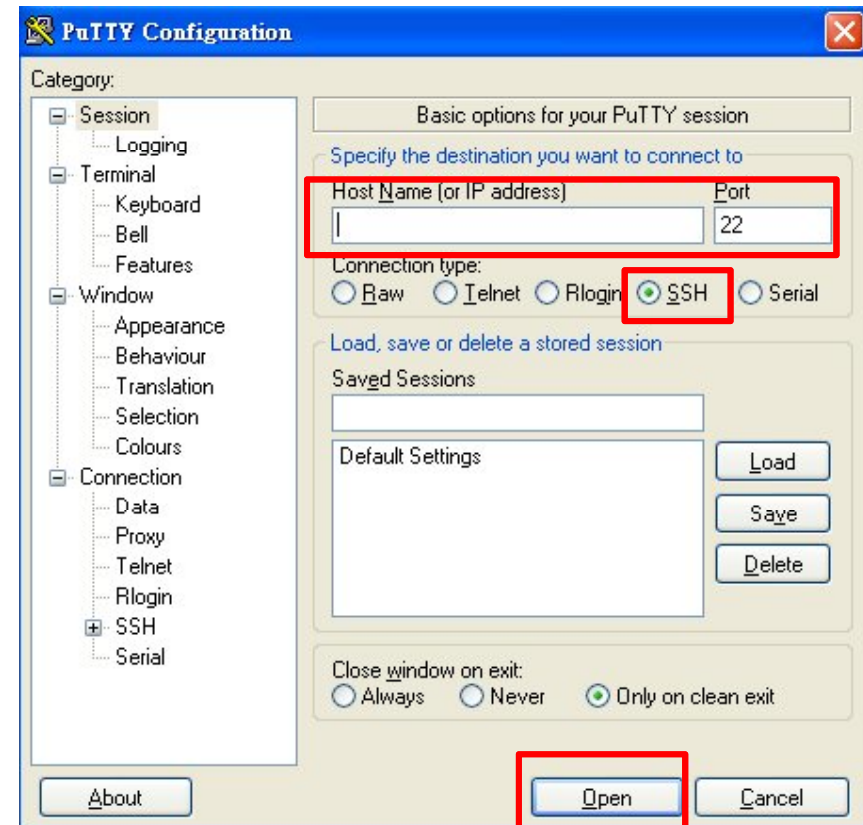 PuTTY Configuration
Category:
Session
Logging
Terminal
Keyboard
Bell
Features
Window
Appearance
Behaviour
Translation
Selection
Colours
Connection
Data
Proxy
Telnet
Rlogin
SSH
Serial
Basic options for your PuTTY session
Specify the destination you want to connect to
Host Name (or IP address) Port
22
Connection type:
Raw Telnet Rlogin SSH Serial
Load, save or delete a stored session
Saved Sessions
Default Settings
Load
Save
Delete
Close window on exit:
Always Never Only on clean exit
About Open Cancel